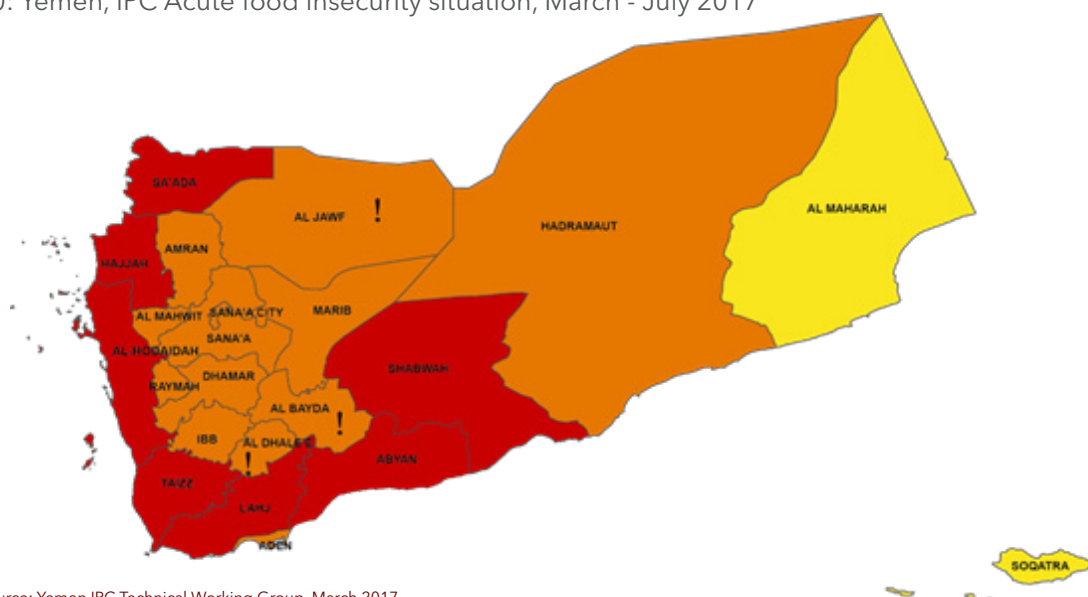 : Yemen, IPC Acute food insecurity situation, March - July 2017
SA'ADA
AL JAWF !
HADRAMAUT
AL MAHARAH
AMRAN
HAJJAH
AL MAHWIT
SANA'A CITY
MARIB
SANA'A
AL HODAIDAH
RAYMAH
DHAMAR
SHABWAH
AL BAYDA
!
IBB
AL DHALE'E
!
ABYAN
TAIZZ
LAHJ
ADEN
SOQATRA
Yemen IPC Technical Working Group, March 2017